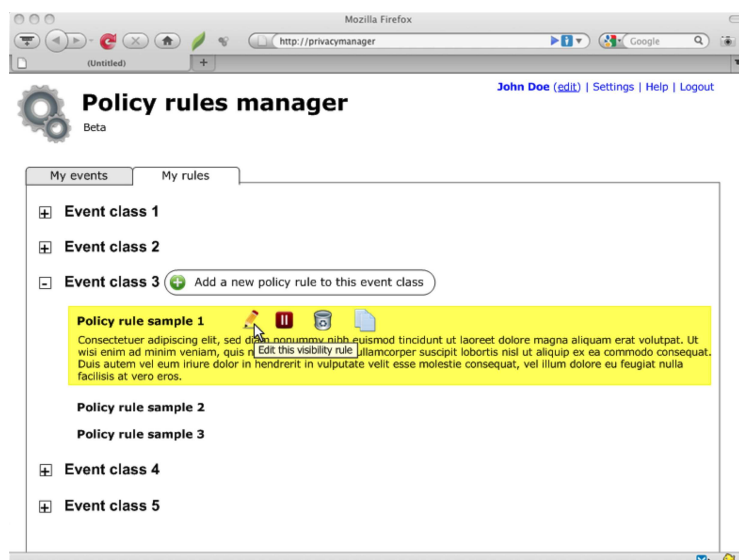 Mozilla Firefox
http://privacymanager
Google
(Untitled)
+
John Doe (edit) | Settings | Help | Logout
Policy rules manager
Beta
My events
My rules
Event class 1
Event class 2
Event class 3
Add a new policy rule to this event class
Policy rule sample 1
Consectetuer adipiscing elit, sed diam nonummy nibh euismod tincidunt ut laoreet dolore magna aliquam erat volutpat. Ut
wisi enim ad minim veniam, quis n ullamcorper suscipit lobortis nisl ut aliquip ex ea commodo consequat.
Edit this visibility rule
Duis autem vel eum iriure dolor in hendrerit in vulputate velit esse molestie consequat, vel illum dolore eu feugiat nulla
facilisis at vero eros.
Policy rule sample 2
Policy rule sample 3
Event class 4
Event class 5